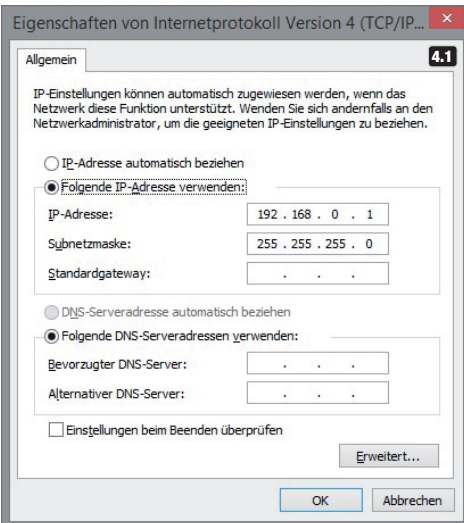 Eigenschaften von Internetprotokoll Version 4 (TCP/IP...
4.1
Allgemein
IP-Einstellungen können automatisch zugewiesen werden, wenn das
Netzwerk diese Funktion unterstützt. Wenden Sie sich andernfalls an den
Netzwerkadministrator, um die geeigneten IP-Einstellungen zu beziehen.
IP-Adresse automatisch beziehen
Folgende IP-Adresse verwenden:
IP-Adresse: 192 . 168 . 0 . 1
Subnetzmaske: 255 . 255 . 255 . 0
Standardgateway: . . .
DNS-Serveradresse automatisch beziehen
Folgende DNS-Serveradressen verwenden:
Bevorzugter DNS-Server: . . .
Alternativer DNS-Server: . . .
Einstellungen beim Beenden überprüfen
Erweitert...
OK Abbrechen